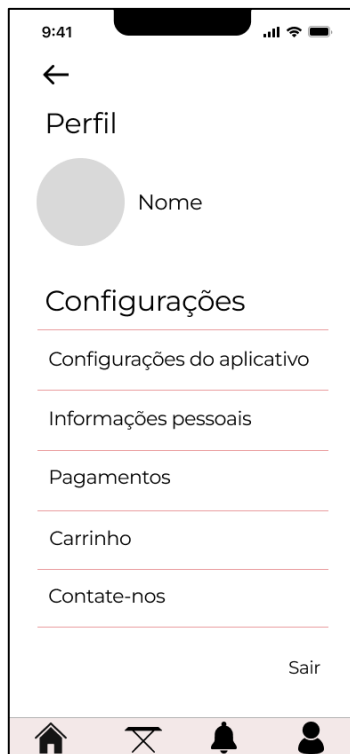 9:41
Perfil
Nome
Configurações
Configurações do aplicativo
Informações pessoais
Pagamentos
Carrinho
Contate-nos
Sair